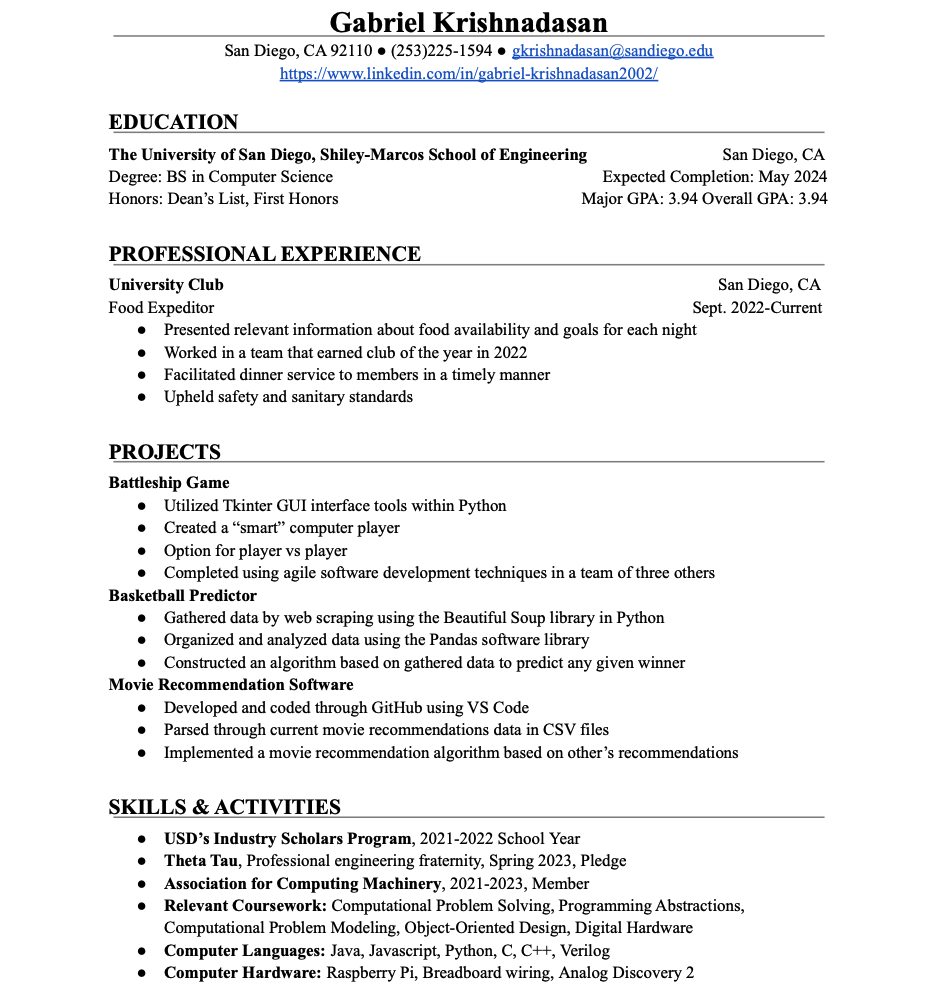 Gabriel Krishnadasan
San Diego, CA 92110 ● (253)225-1594 ● gkrishnadasan@sandiego.edu
https://www.linkedin.com/in/gabriel-krishnadasan2002/
EDUCATION
The University of San Diego, Shiley-Marcos School of Engineering San Diego, CA
Degree: BS in Computer Science Expected Completion: May 2024
Honors: Dean’s List, First Honors Major GPA: 3.94 Overall GPA: 3.94
PROFESSIONAL EXPERIENCE
University Club San Diego, CA
Food Expeditor Sept. 2022-Current
● Presented relevant information about food availability and goals for each night
● Worked in a team that earned club of the year in 2022
● Facilitated dinner service to members in a timely manner
● Upheld safety and sanitary standards
PROJECTS
Battleship Game
● Utilized Tkinter GUI interface tools within Python
● Created a “smart” computer player
● Option for player vs player
● Completed using agile software development techniques in a team of three others
Basketball Predictor
● Gathered data by web scraping using the Beautiful Soup library in Python
● Organized and analyzed data using the Pandas software library
● Constructed an algorithm based on gathered data to predict any given winner
Movie Recommendation Software
● Developed and coded through GitHub using VS Code
● Parsed through current movie recommendations data in CSV files
● Implemented a movie recommendation algorithm based on other’s recommendations
SKILLS & ACTIVITIES
● USD’s Industry Scholars Program, 2021-2022 School Year
● Theta Tau, Professional engineering fraternity, Spring 2023, Pledge
● Association for Computing Machinery, 2021-2023, Member
● Relevant Coursework: Computational Problem Solving, Programming Abstractions,
Computational Problem Modeling, Object-Oriented Design, Digital Hardware
● Computer Languages: Java, Javascript, Python, C, C++, Verilog
● Computer Hardware: Raspberry Pi, Breadboard wiring, Analog Discovery 2